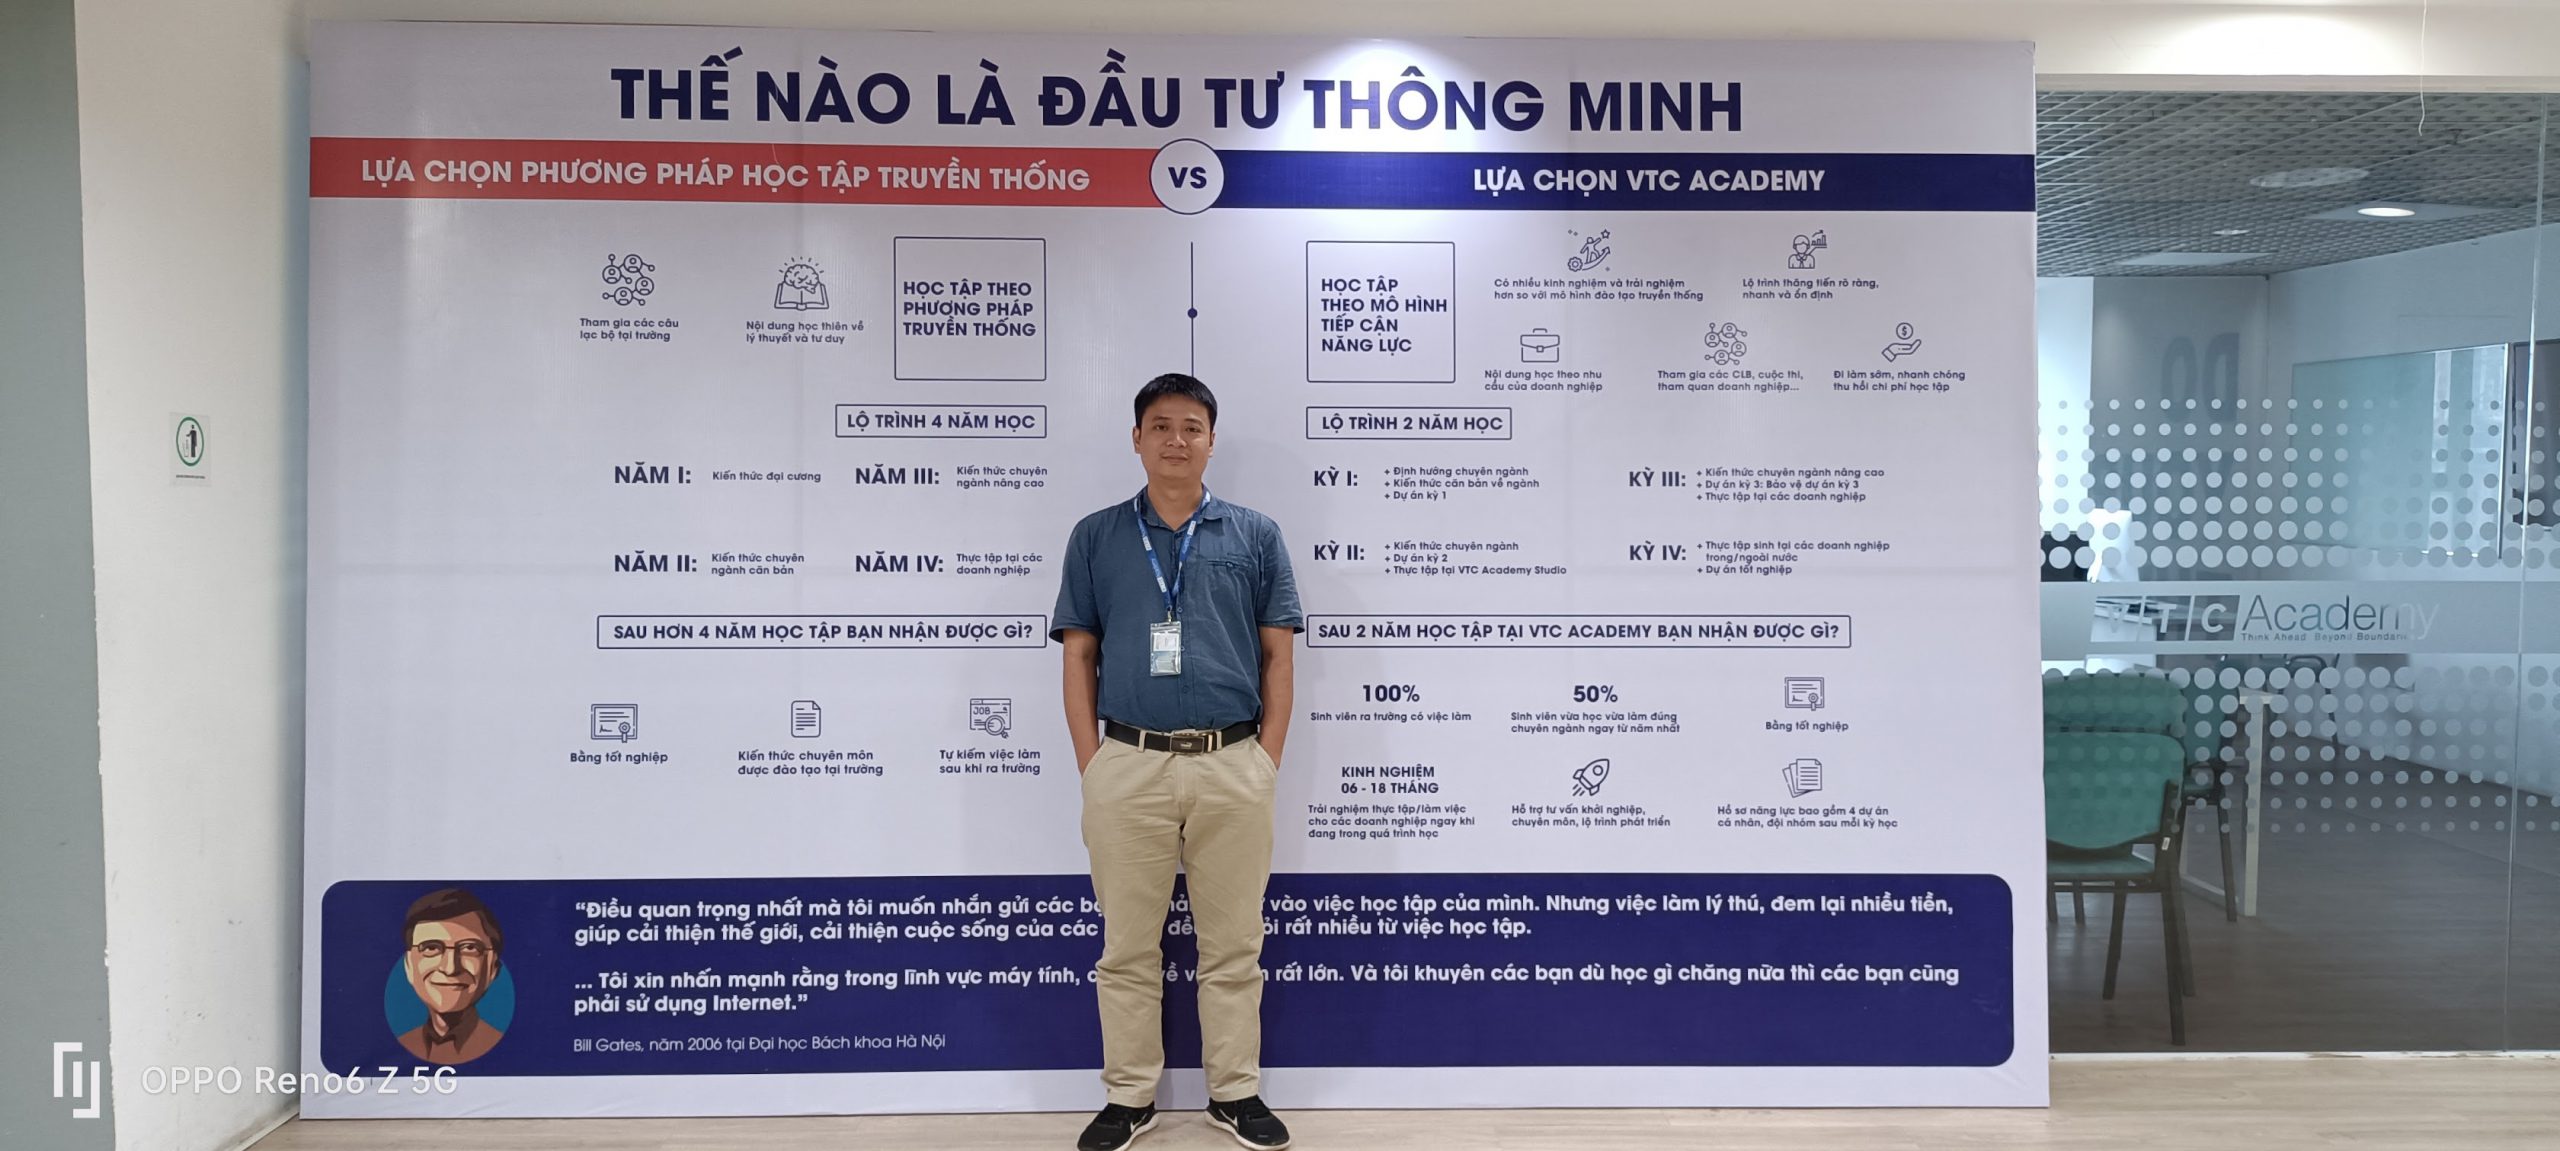 THẾ NÀO LÀ ĐẦU TƯ THÔNG MINH
LỰA CHỌN PHƯƠNG PHÁP HỌC TẬP TRUYỀN THỐNG
VS
LỰA CHỌN VTC ACADEMY
Tham gia các câu
lạc bộ tại trường
Nội dung học thiên về
lý thuyết và tư duy
HỌC TẬP THEO
PHƯƠNG PHÁP
TRUYỀN THỐNG
LỘ TRÌNH 4 NĂM HỌC
NĂM I:
Kiến thức đại cương
NĂM III:
Kiến thức chuyên
ngành nâng cao
NĂM II:
Kiến thức chuyên
ngành căn bản
NĂM IV:
Thực tập tại các
doanh nghiệp
SAU HƠN 4 NĂM HỌC TẬP BẠN NHẬN ĐƯỢC GÌ?
Bằng tốt nghiệp
Kiến thức chuyên môn
được đào tạo tại trường
JOB
Tự kiếm việc làm
sau khi ra trường
HỌC TẬP
THEO MÔ HÌNH
TIẾP CẬN
NĂNG LỰC
Có nhiều kinh nghiệm và trải nghiệm
hơn so với mô hình đào tạo truyền thống
Lộ trình thăng tiến rõ ràng,
nhanh và ổn định
Nội dung học theo nhu
cầu của doanh nghiệp
Tham gia các CLB, cuộc thi,
tham quan doanh nghiệp...
Đi làm sớm, nhanh chóng
thu hồi chi phí học tập
LỘ TRÌNH 2 NĂM HỌC
KỲ I:
+ Định hướng chuyên ngành
+ Kiến thức căn bản về ngành
+ Dự án kỳ 1
KỲ III:
+ Kiến thức chuyên ngành nâng cao
+ Dự án kỳ 3: Bảo vệ dự án kỳ 3
+ Thực tập tại các doanh nghiệp
KỲ II:
+ Kiến thức chuyên ngành
+ Dự án kỳ 2
+ Thực tập tại VTC Academy Studio
KỲ IV:
+ Thực tập sinh tại các doanh nghiệp
trong/ngoài nước
+ Dự án tốt nghiệp
SAU 2 NĂM HỌC TẬP TẠI VTC ACADEMY BẠN NHẬN ĐƯỢC GÌ?
100%
Sinh viên ra trường có việc làm
50%
Sinh viên vừa học vừa làm đúng
chuyên ngành ngay từ năm nhất
Bằng tốt nghiệp
KINH NGHIỆM
06 - 18 THÁNG
Trải nghiệm thực tập/làm việc
cho các doanh nghiệp ngay khi
đang trong quá trình học
Hỗ trợ tư vấn khởi nghiệp,
chuyên môn, lộ trình phát triển
Hồ sơ năng lực bao gồm 4 dự án
cá nhân, đội nhóm sau mỗi kỳ học
“Điều quan trọng nhất mà tôi muốn nhắn gửi các vào việc học tập của mình. Nhưng việc làm lý thú, đem lại nhiều tiền,
giúp cải thiện thế giới, cải thiện cuộc sống của các rất nhiều từ việc học tập.
... Tôi xin nhấn mạnh rằng trong lĩnh vực máy tính, rất lớn. Và tôi khuyên các bạn dù học gì chăng nữa thì các bạn cũng
phải sử dụng Internet.”
Bill Gates, năm 2006 tại Đại học Bách khoa Hà Nội
VTC Academy
Think Ahead. Beyond
OPPO Reno6 Z 5G